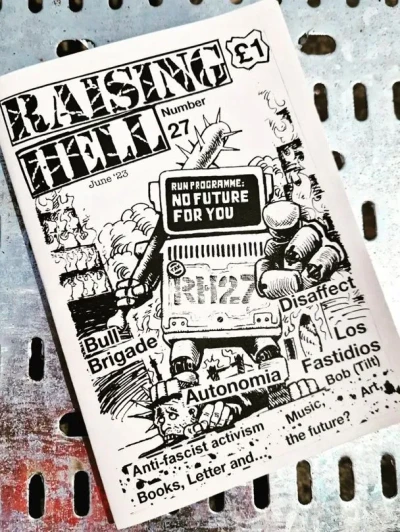 £1
RAISING
HELL
Number
27
June '23
RUN PROGRAMME:
NO FUTURE
FOR YOU
RH27
Disaffect
Bull
Brigade
Los
Fastidios
Autonomia
Bob (Tilt)
Anti-fascist activism
Music,
Art,
Books, Letter and...
the future?